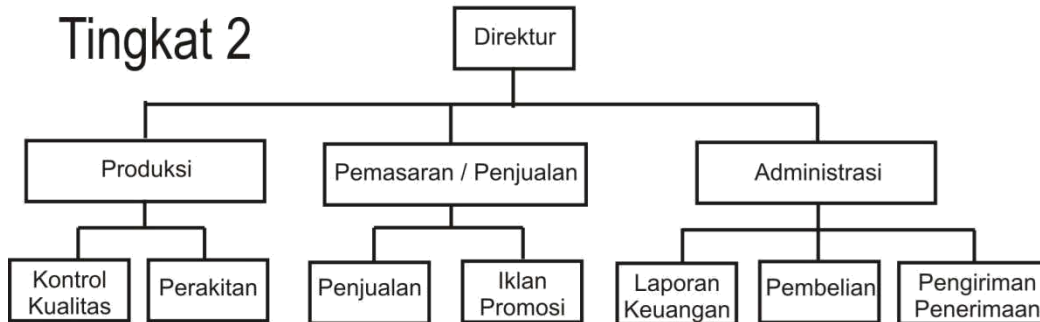 Tingkat 2
Direktur
Produksi
Pemasaran / Penjualan
Administrasi
Kontrol
Kualitas
Perakitan
Penjualan
Iklan
Promosi
Laporan
Keuangan
Pembelian
Pengiriman
Penerimaan